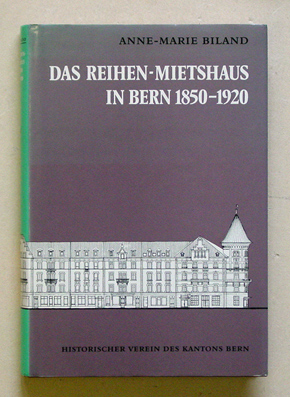 ANNE-MARIE BILAND
DAS REIHEN-MIETSHAUS
IN BERN 1850–1920
HISTORISCHER VEREIN DES KANTONS BERN